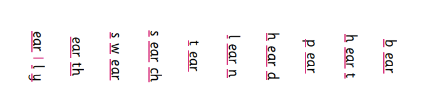 b ear
h ear t
p ear
h ear d
l ear n
t ear
s ear ch
s w ear
ear th
ear l y